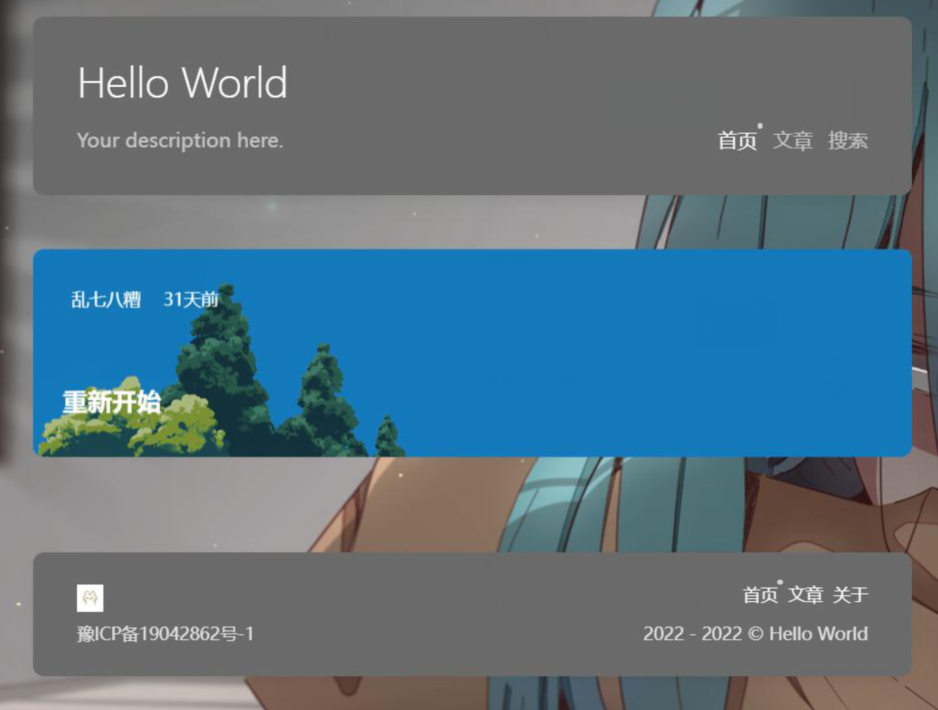 Hello World
Your description here.
首页 文章 搜索
乱七八糟 31天前
重新开始
首页 文章 关于
豫ICP备19042862号-1
2022 - 2022 © Hello World